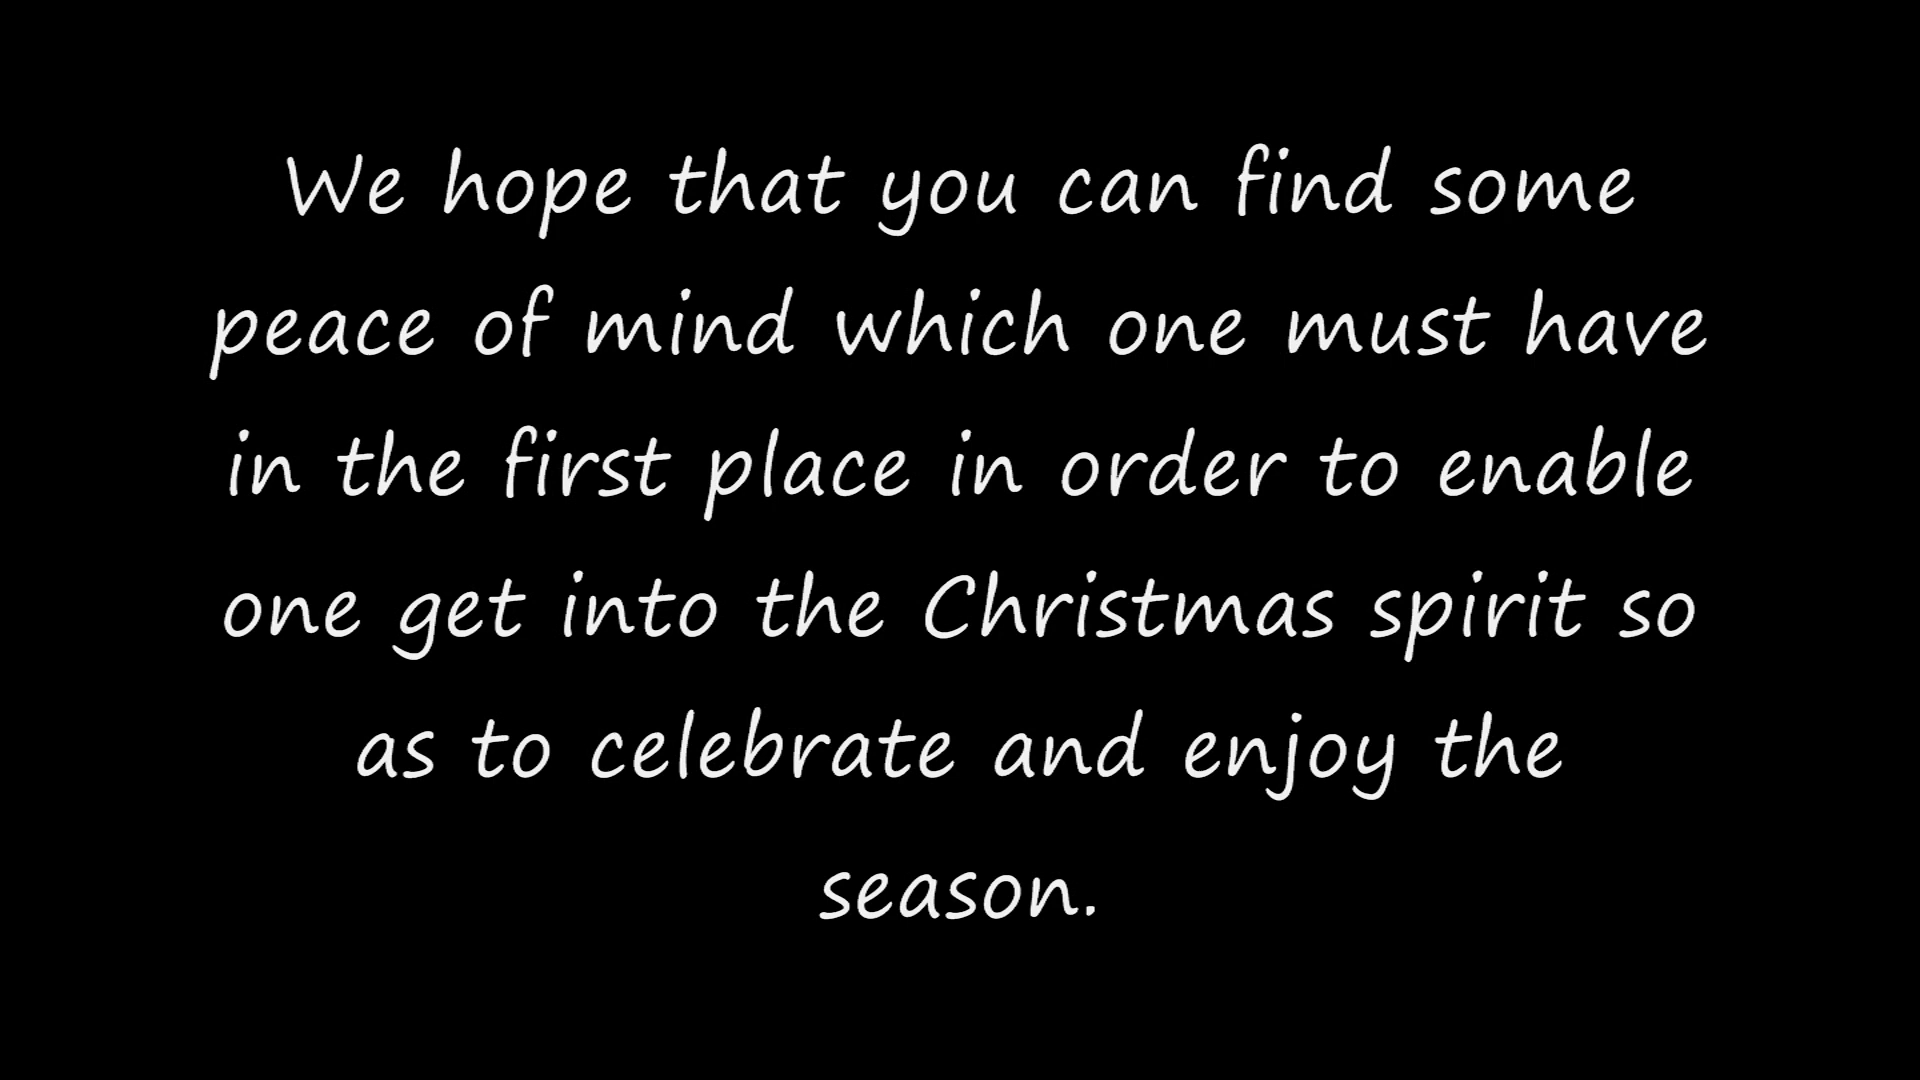 We hope that you can find some
peace of mind which one must have
in the first place in order to enable
one get into the Christmas spirit so
as to celebrate and enjoy the
season.